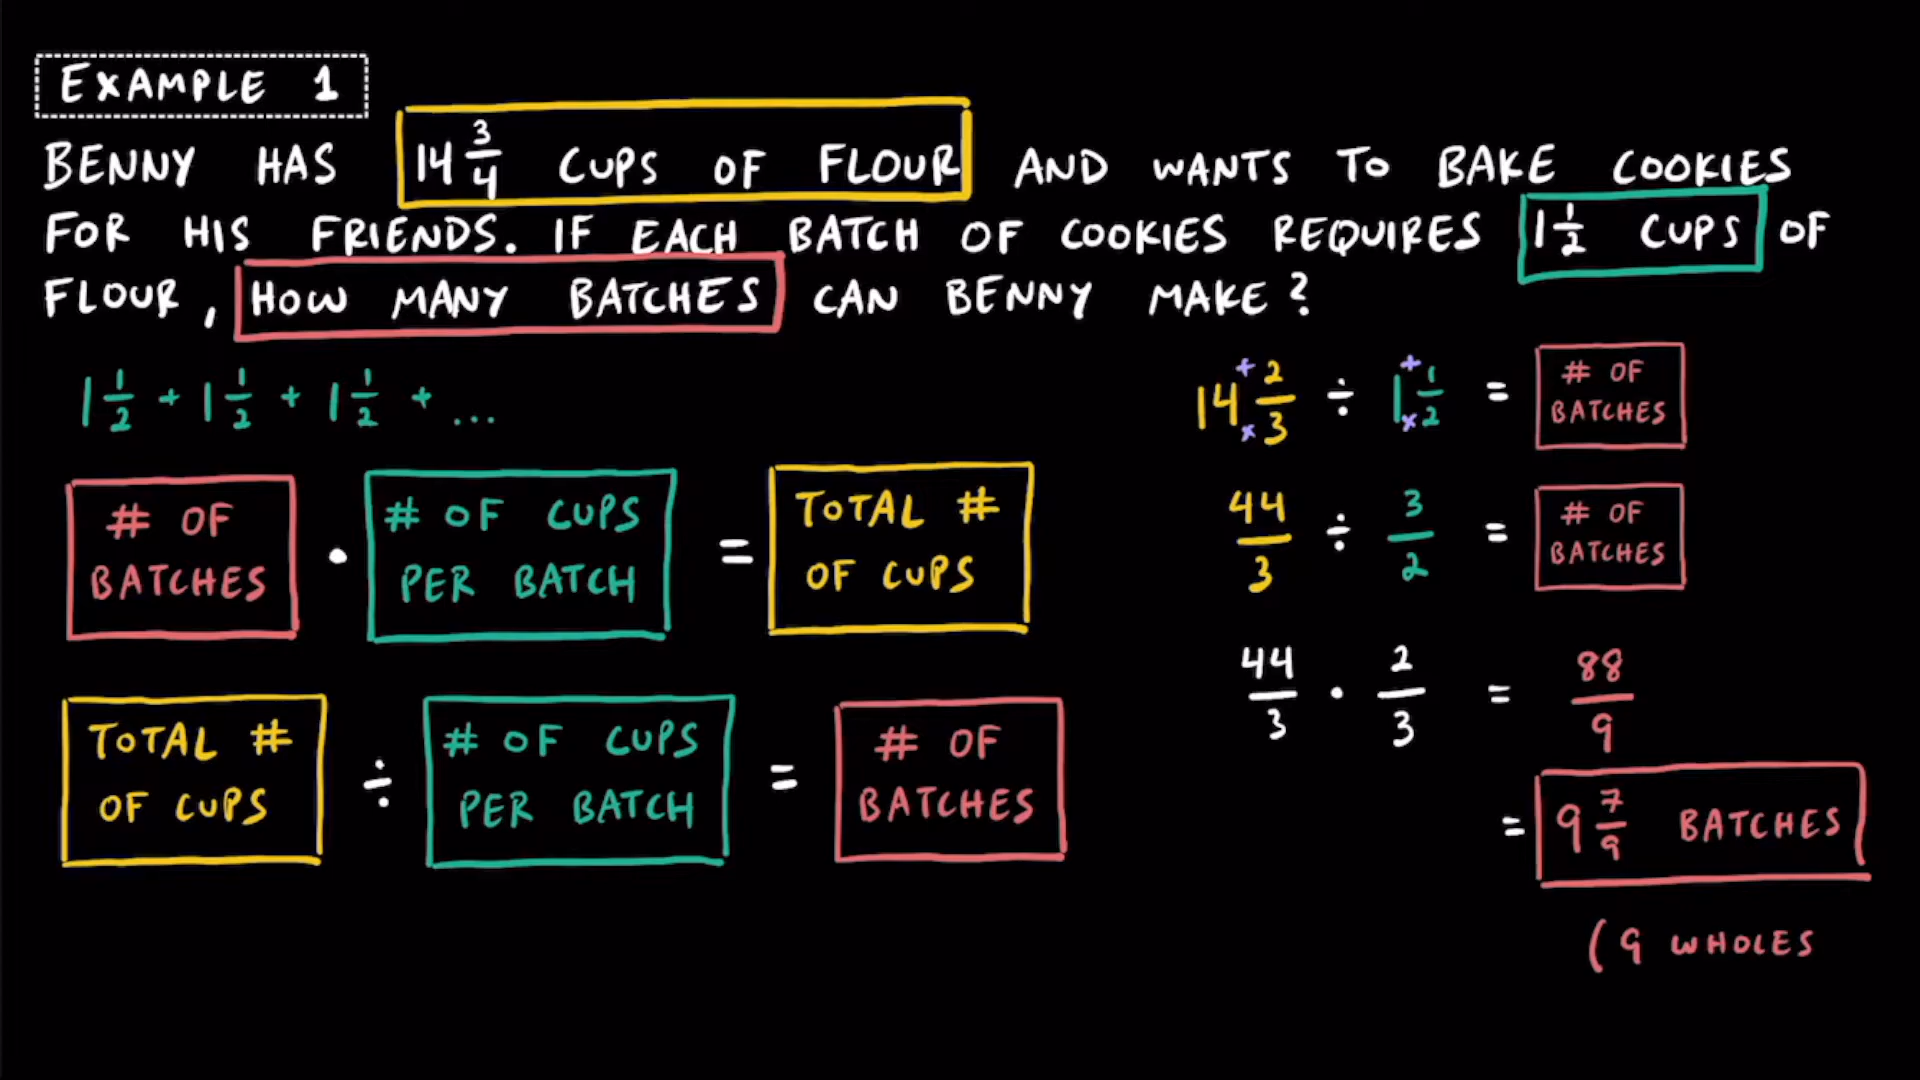 EXAMPLE 1
BENNY HAS 14 3/4 CUPS OF FLOUR AND WANTS TO BAKE COOKIES
FOR HIS FRIENDS. IF EACH BATCH OF COOKIES REQUIRES 1 1/2 CUPS OF
FLOUR, HOW MANY BATCHES CAN BENNY MAKE?
1 1/2 + 1 1/2 + 1 1/2 + ...
# OF BATCHES · # OF CUPS PER BATCH = TOTAL # OF CUPS
TOTAL # OF CUPS ÷ # OF CUPS PER BATCH = # OF BATCHES
14 + × 2/3 ÷ 1 + × 1/2 = # OF BATCHES
44/3 ÷ 3/2 = # OF BATCHES
44/3 · 2/3 = 88/9
= 9 7/9 BATCHES
(9 WHOLES